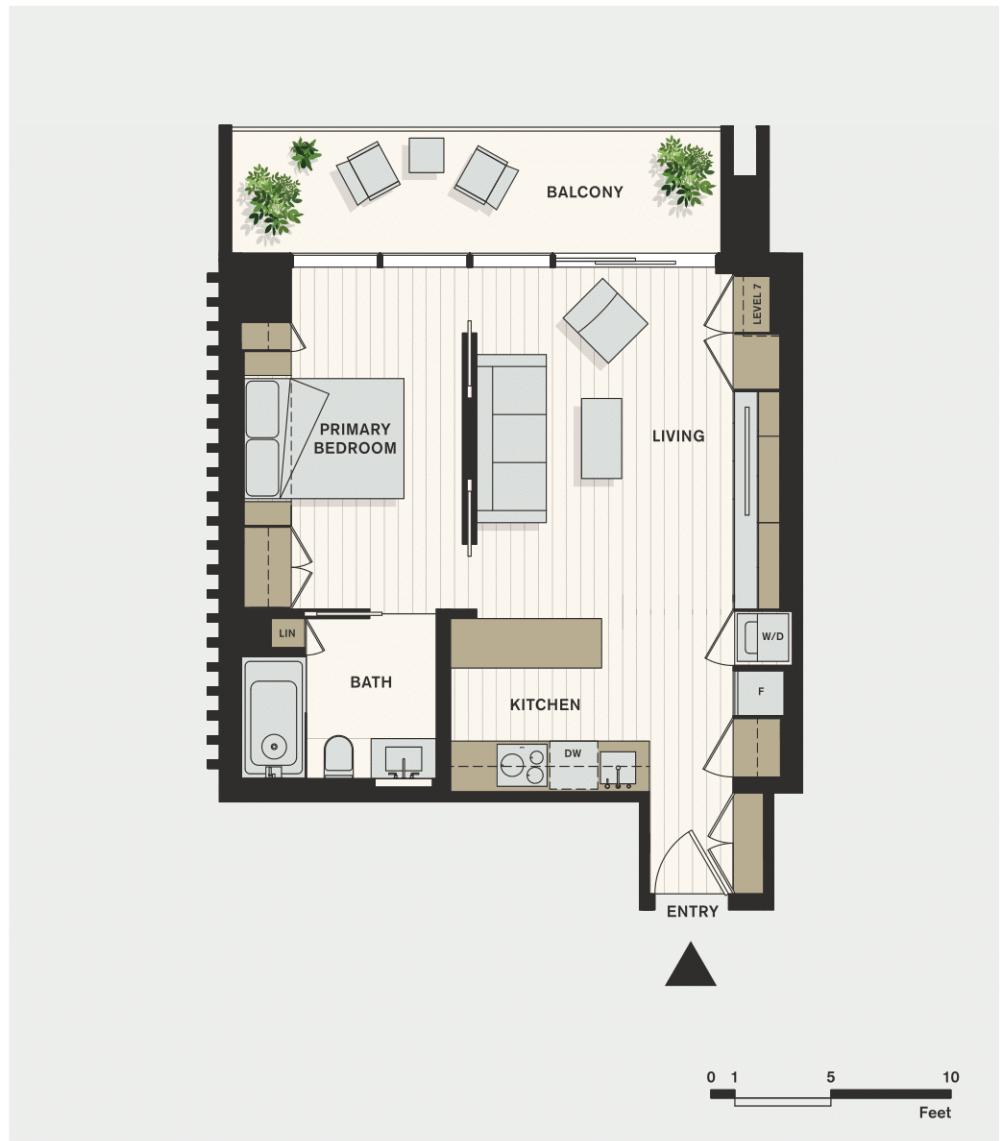 BALCONY
LEVEL 7
PRIMARY
BEDROOM
LIVING
LIN
W/D
BATH
F
KITCHEN
DW
ENTRY
0 1 5 10
Feet